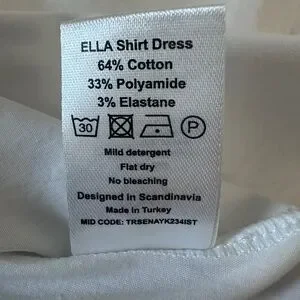 ELLA Shirt Dress
64% Cotton
33% Polyamide
3% Elastane
30 P
Mild detergent
Flat dry
No bleaching
Designed in Scandinavia
Made in Turkey
MID CODE: TRSENAYK234IST